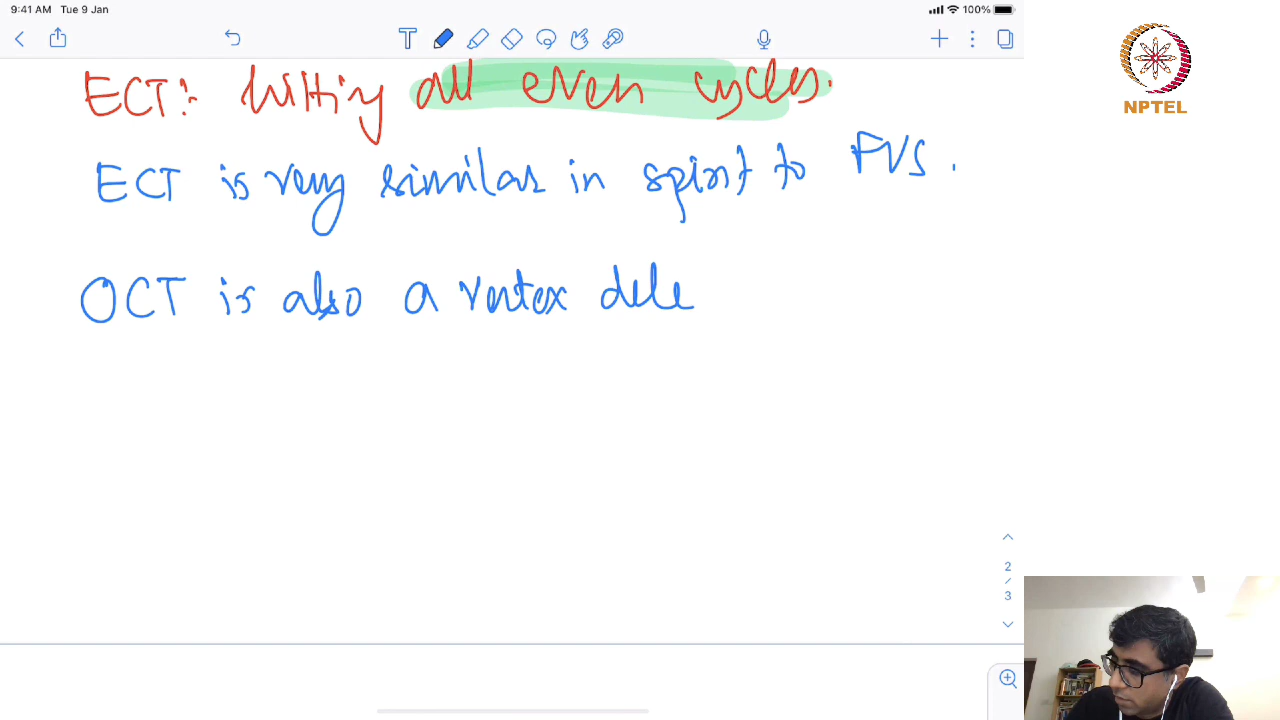 9:41 AM Tue 9 Jan
100%
T
NPTEL
ECT: hitting all even cycles.
ECT is very similar in spirit to FVS.
OCT is also a vertex dele
2
/
3